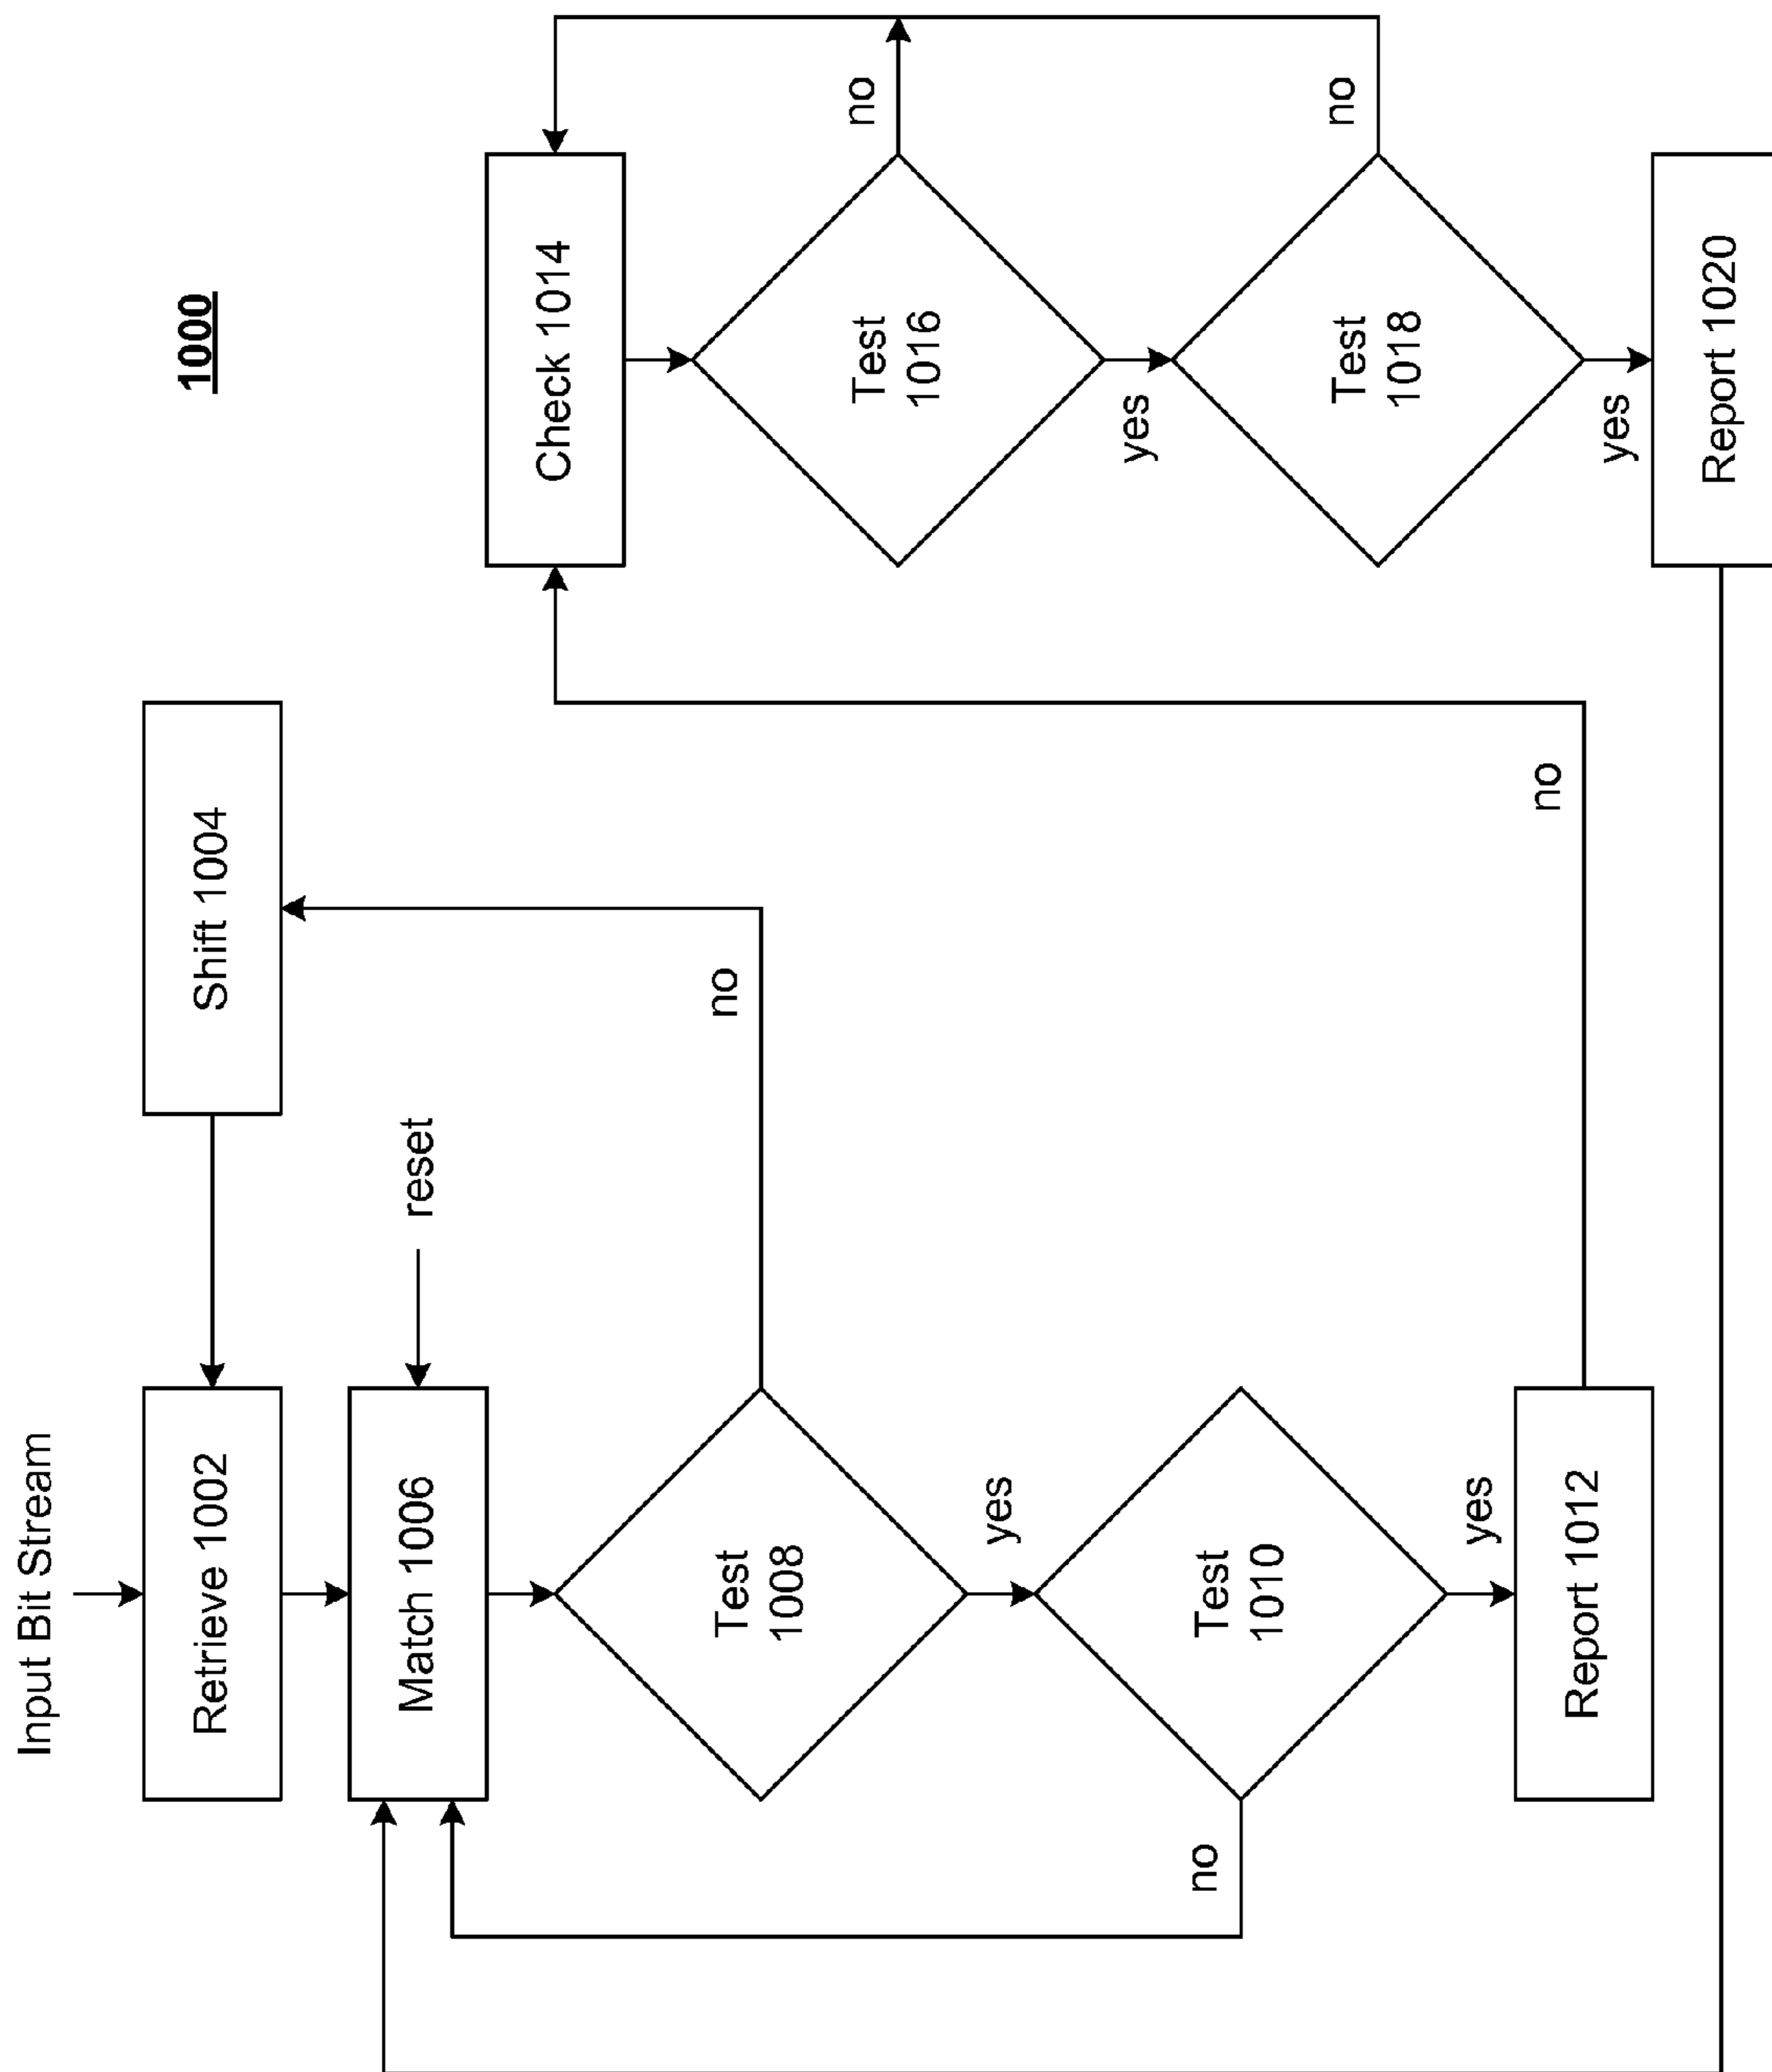 1000
Input Bit Stream
Retrieve 1002
Shift 1004
Match 1006
reset
Test
1008
no
yes
Test
1010
no
yes
Report 1012
no
Check 1014
Test
1016
no
yes
Test
1018
no
yes
Report 1020